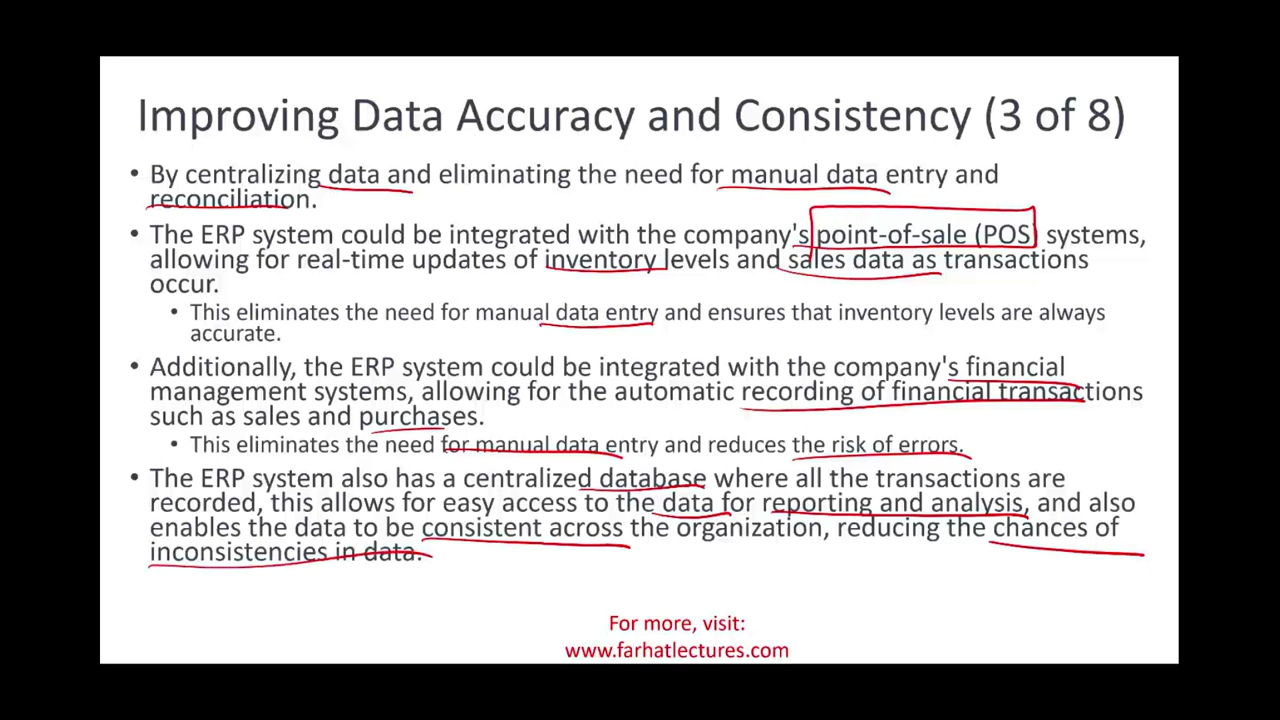 Improving Data Accuracy and Consistency (3 of 8)
• By centralizing data and eliminating the need for manual data entry and
reconciliation.
• The ERP system could be integrated with the company's point-of-sale (POS) systems,
allowing for real-time updates of inventory levels and sales data as transactions
occur.
• This eliminates the need for manual data entry and ensures that inventory levels are always
accurate.
• Additionally, the ERP system could be integrated with the company's financial
management systems, allowing for the automatic recording of financial transactions
such as sales and purchases.
• This eliminates the need for manual data entry and reduces the risk of errors.
• The ERP system also has a centralized database where all the transactions are
recorded, this allows for easy access to the data for reporting and analysis, and also
enables the data to be consistent across the organization, reducing the chances of
inconsistencies in data.
For more, visit:
www.farhatlectures.com